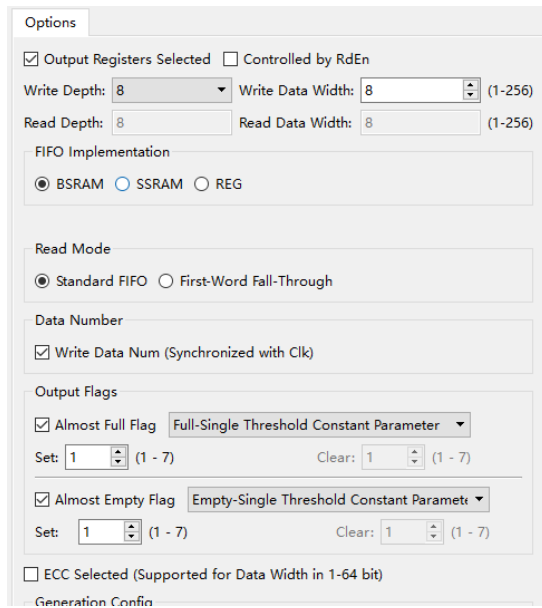 Options
Output Registers Selected Controlled by RdEn
Write Depth: 8 Write Data Width: 8 (1-256)
Read Depth: 8 Read Data Width: 8 (1-256)
FIFO Implementation
BSRAM SSRAM REG
Read Mode
Standard FIFO First-Word Fall-Through
Data Number
Write Data Num (Synchronized with Clk)
Output Flags
Almost Full Flag Full-Single Threshold Constant Parameter
Set: 1 (1 - 7) Clear: 1 (1 - 7)
Almost Empty Flag Empty-Single Threshold Constant Paramete
Set: 1 (1 - 7) Clear: 1 (1 - 7)
ECC Selected (Supported for Data Width in 1-64 bit)
Generation Config